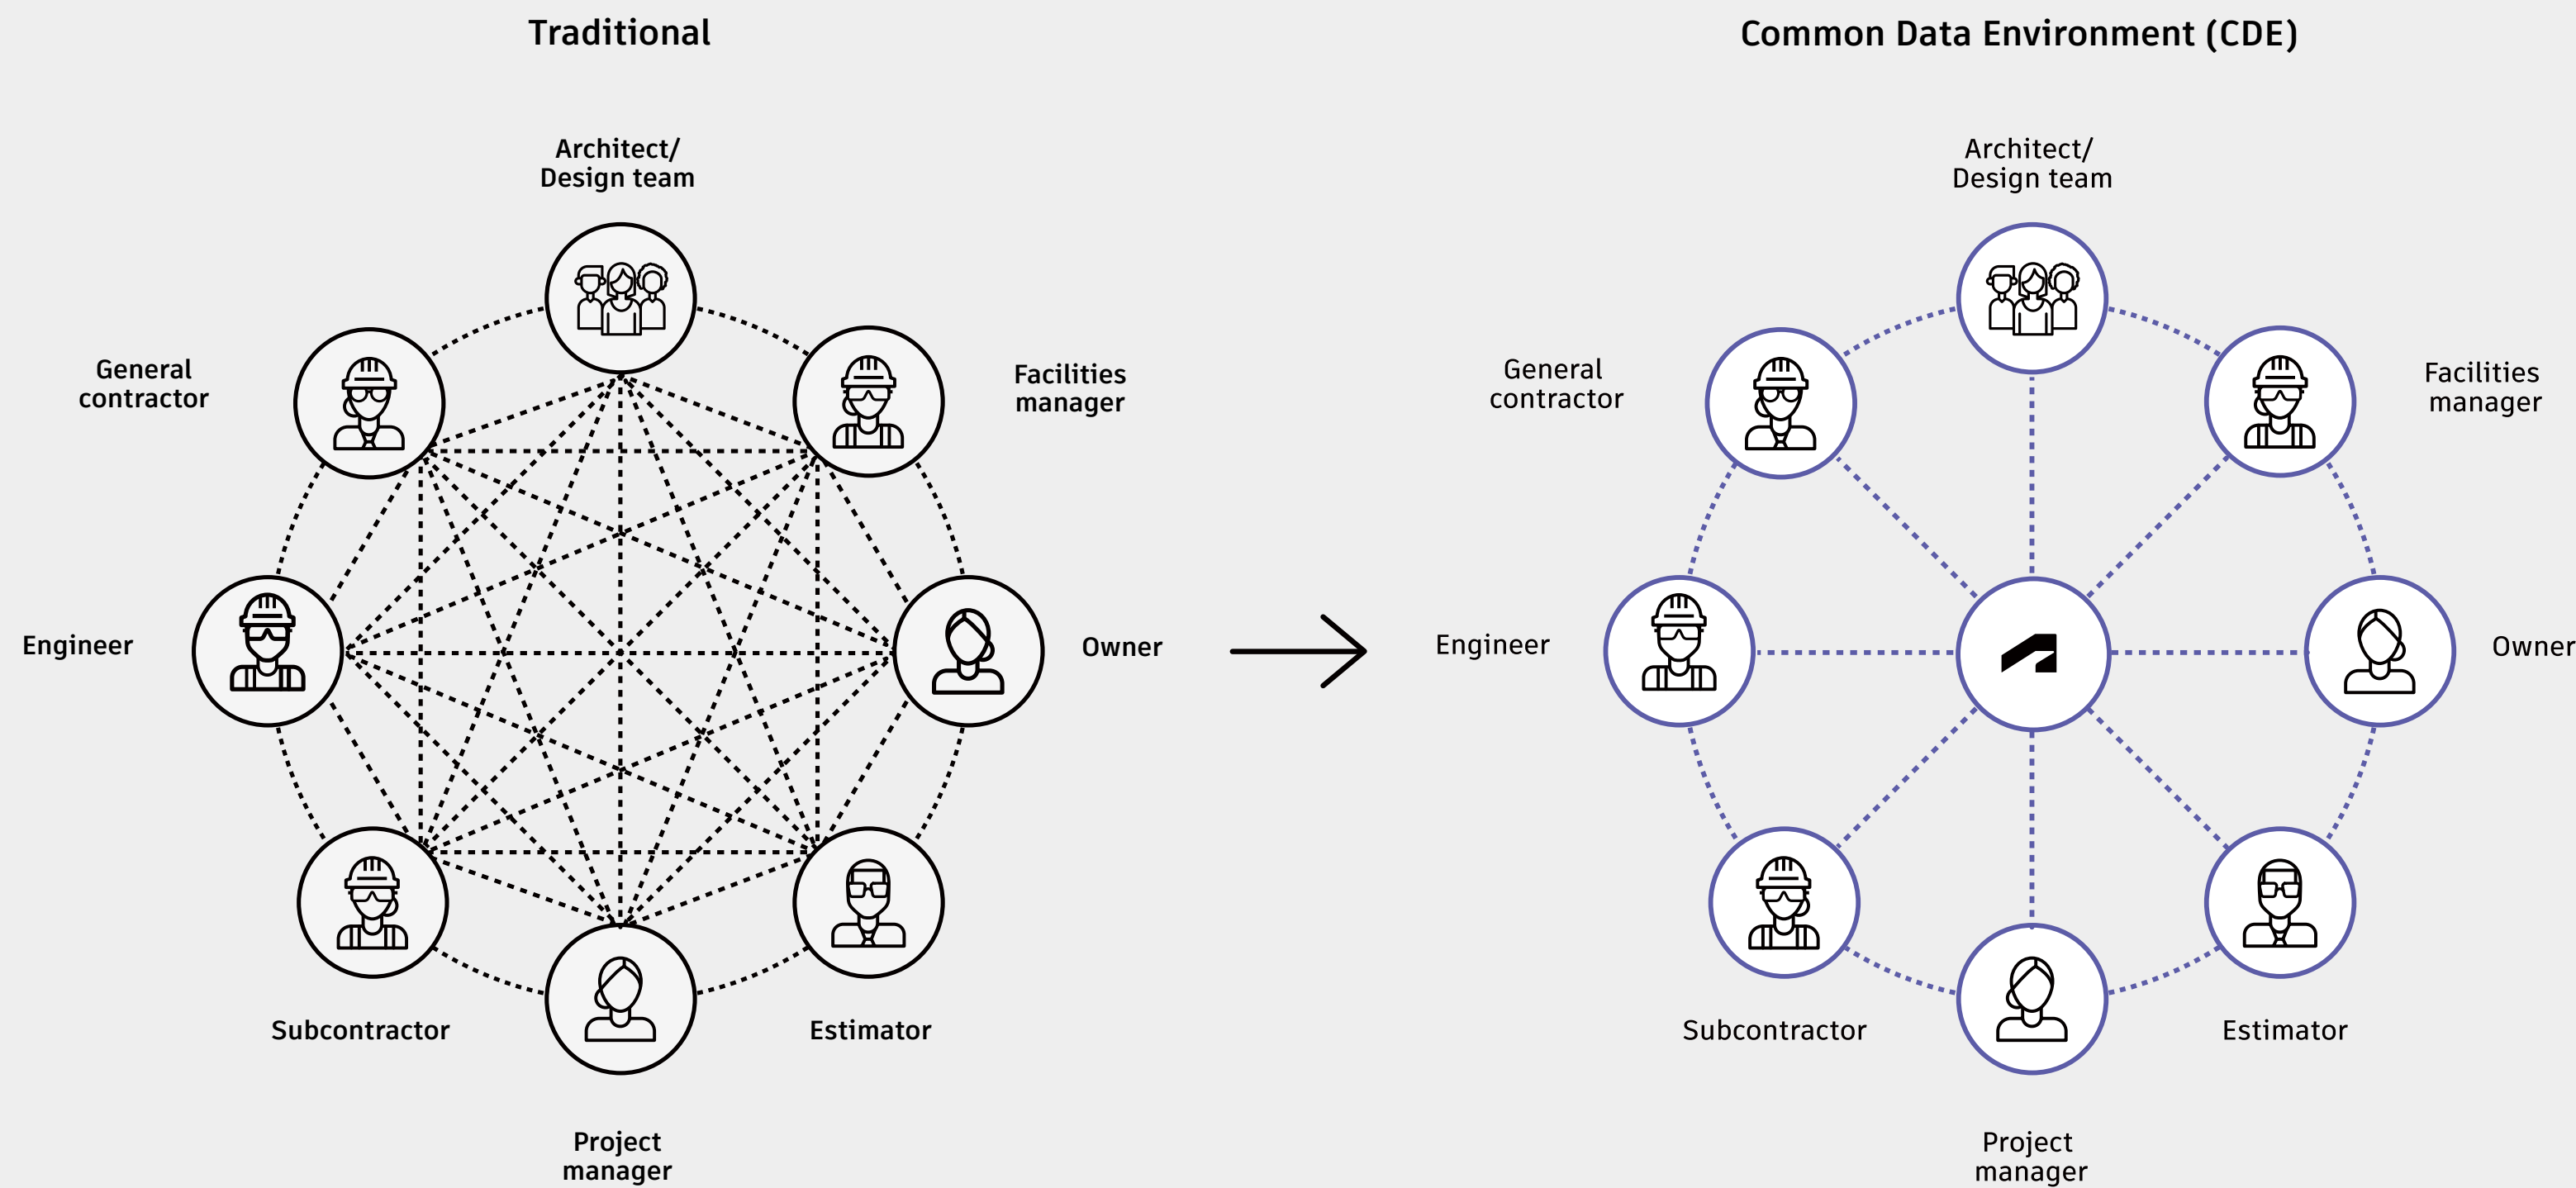 Traditional
Architect/
Design team
General
contractor
Facilities
manager
Engineer
Owner
Subcontractor
Estimator
Project
manager
Common Data Environment (CDE)
Architect/
Design team
General
contractor
Facilities
manager
Engineer
Owner
Subcontractor
Estimator
Project
manager